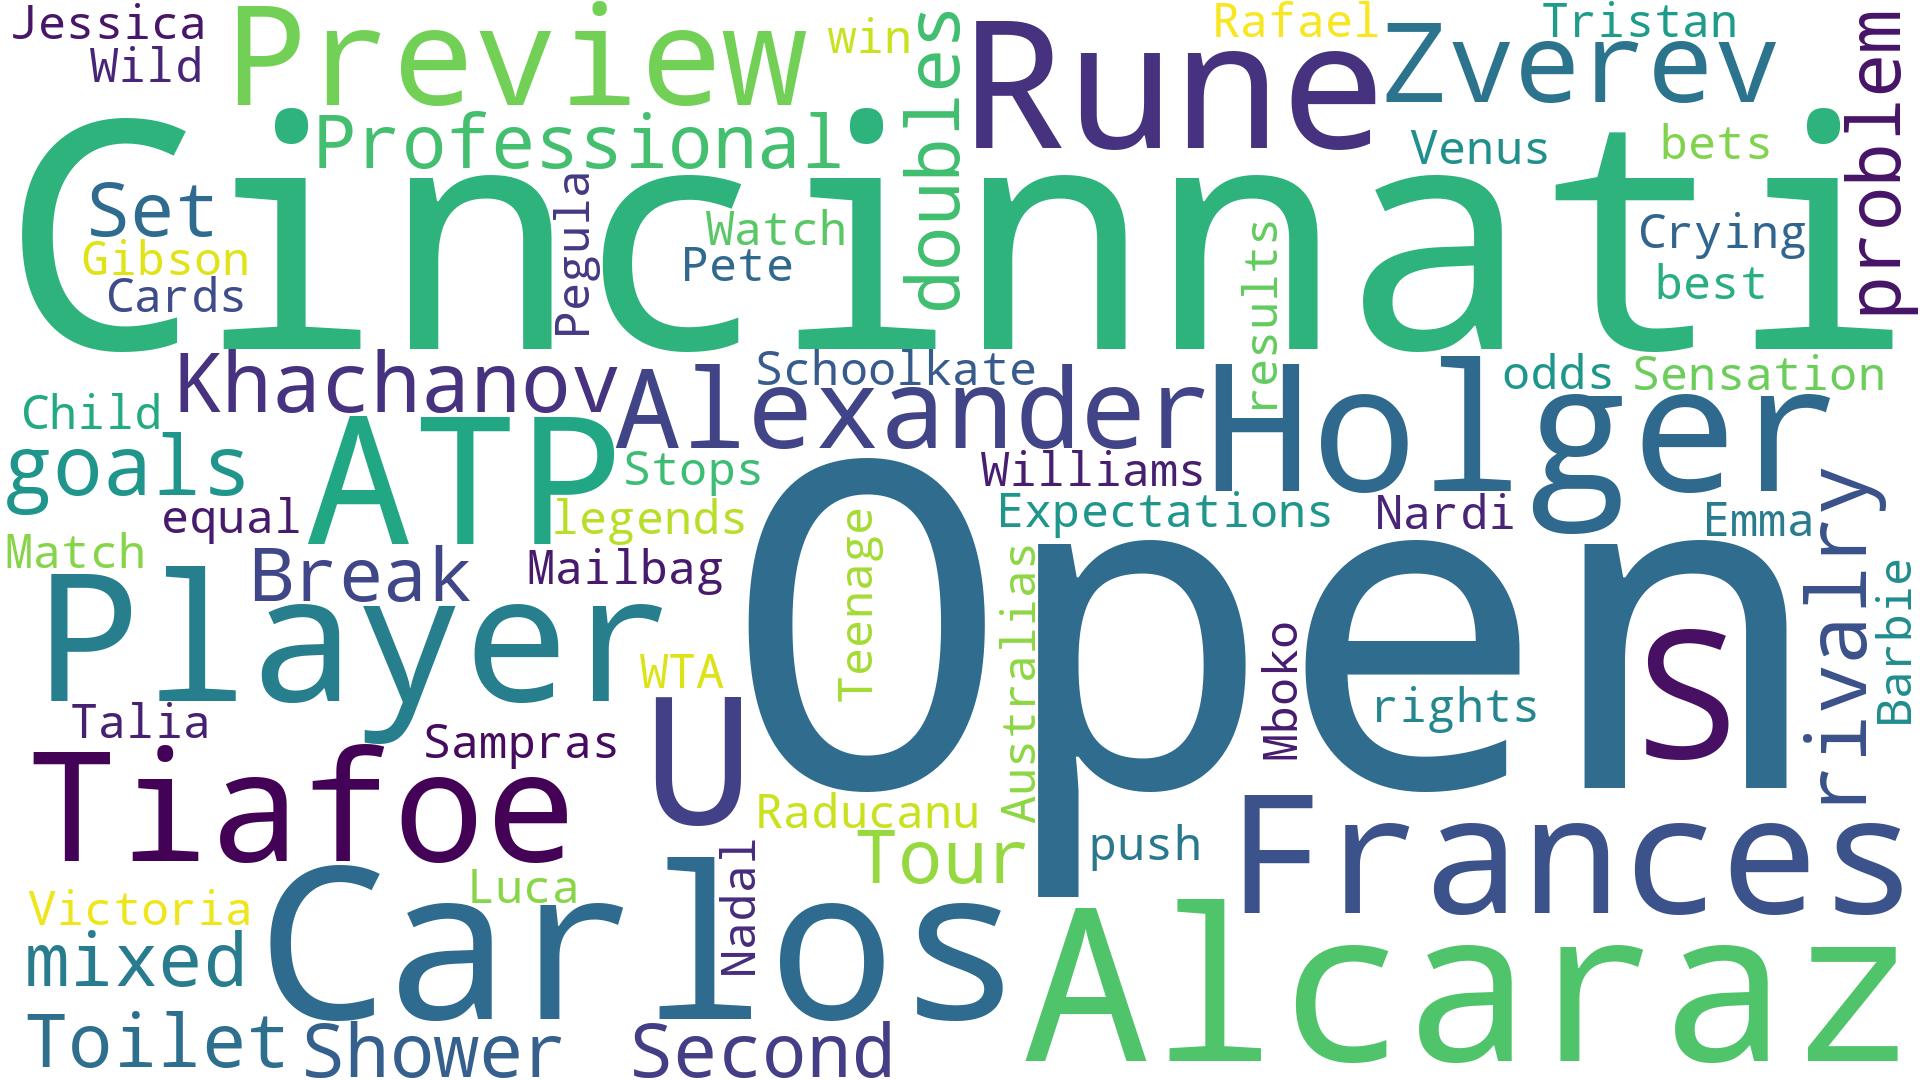 Jessica
Wild
Preview
win
doubles
Rune
Rafael
Zverev
Tristan
problem
Professional
Cincinnati
Venus
bets
Set
Gibson
Cards
Pegula
Watch
Pete
results
Crying
best
Khachanov
Alexander
Schoolkate
Holger
odds
Sensation
Child
goals
ATP
Stops
Williams
equal
legends
Expectations
Nardi
Emma
rivalry
Match
Break
Mailbag
Open
Teenage
Australias
Barbie
Player
WTA
Mboko
rights
s
Talia
Sampras
U
Tiafoe
Raducanu
Tour
push
Frances
Victoria
Luca
Carlos
Nadal
Alcaraz
mixed
Toilet
Shower
Second